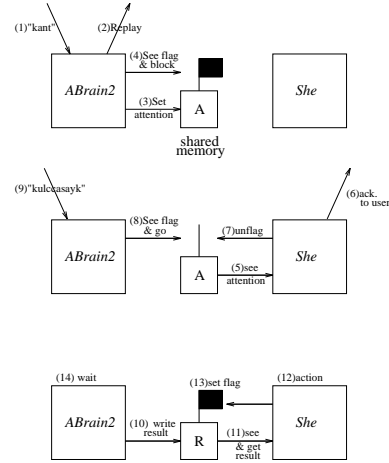 (1)"kant"
(2)Replay
(4)See flag
& block
ABrain2
(3)Set
attention
A
She
shared
memory
(9)"kulccasayk"
(6)ack.
to user
(8)See flag
& go
(7)unflag
ABrain2
A
She
(5)see
attention
(14) wait
(13)set flag
(12)action
ABrain2
(10) write
result
R
(11)see
& get
result
She